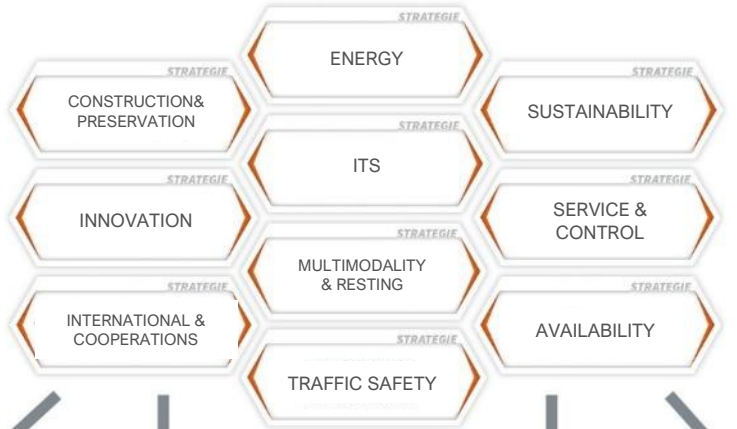 STRATEGIE
ENERGY
STRATEGIE
CONSTRUCTION&
PRESERVATION
STRATEGIE
SUSTAINABILITY
STRATEGIE
ITS
STRATEGIE
INNOVATION
STRATEGIE
SERVICE &
CONTROL
STRATEGIE
MULTIMODALITY
& RESTING
STRATEGIE
INTERNATIONAL &
COOPERATIONS
STRATEGIE
AVAILABILITY
STRATEGIE
TRAFFIC SAFETY